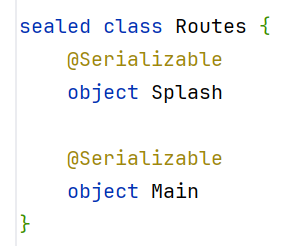 sealed class Routes {
    @Serializable
    object Splash

    @Serializable
    object Main
}